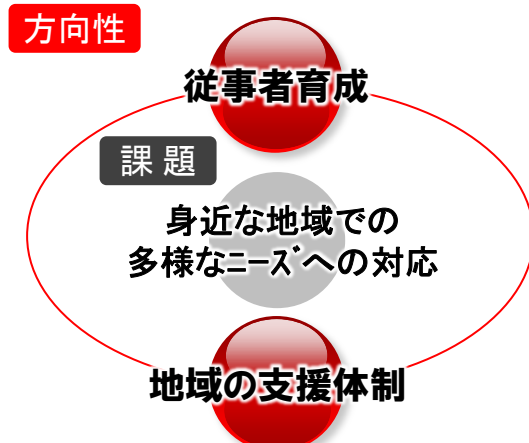 方向性
従事者育成
課 題
身近な地域での
多様なﾆｰｽﾞへの対応
地域の支援体制